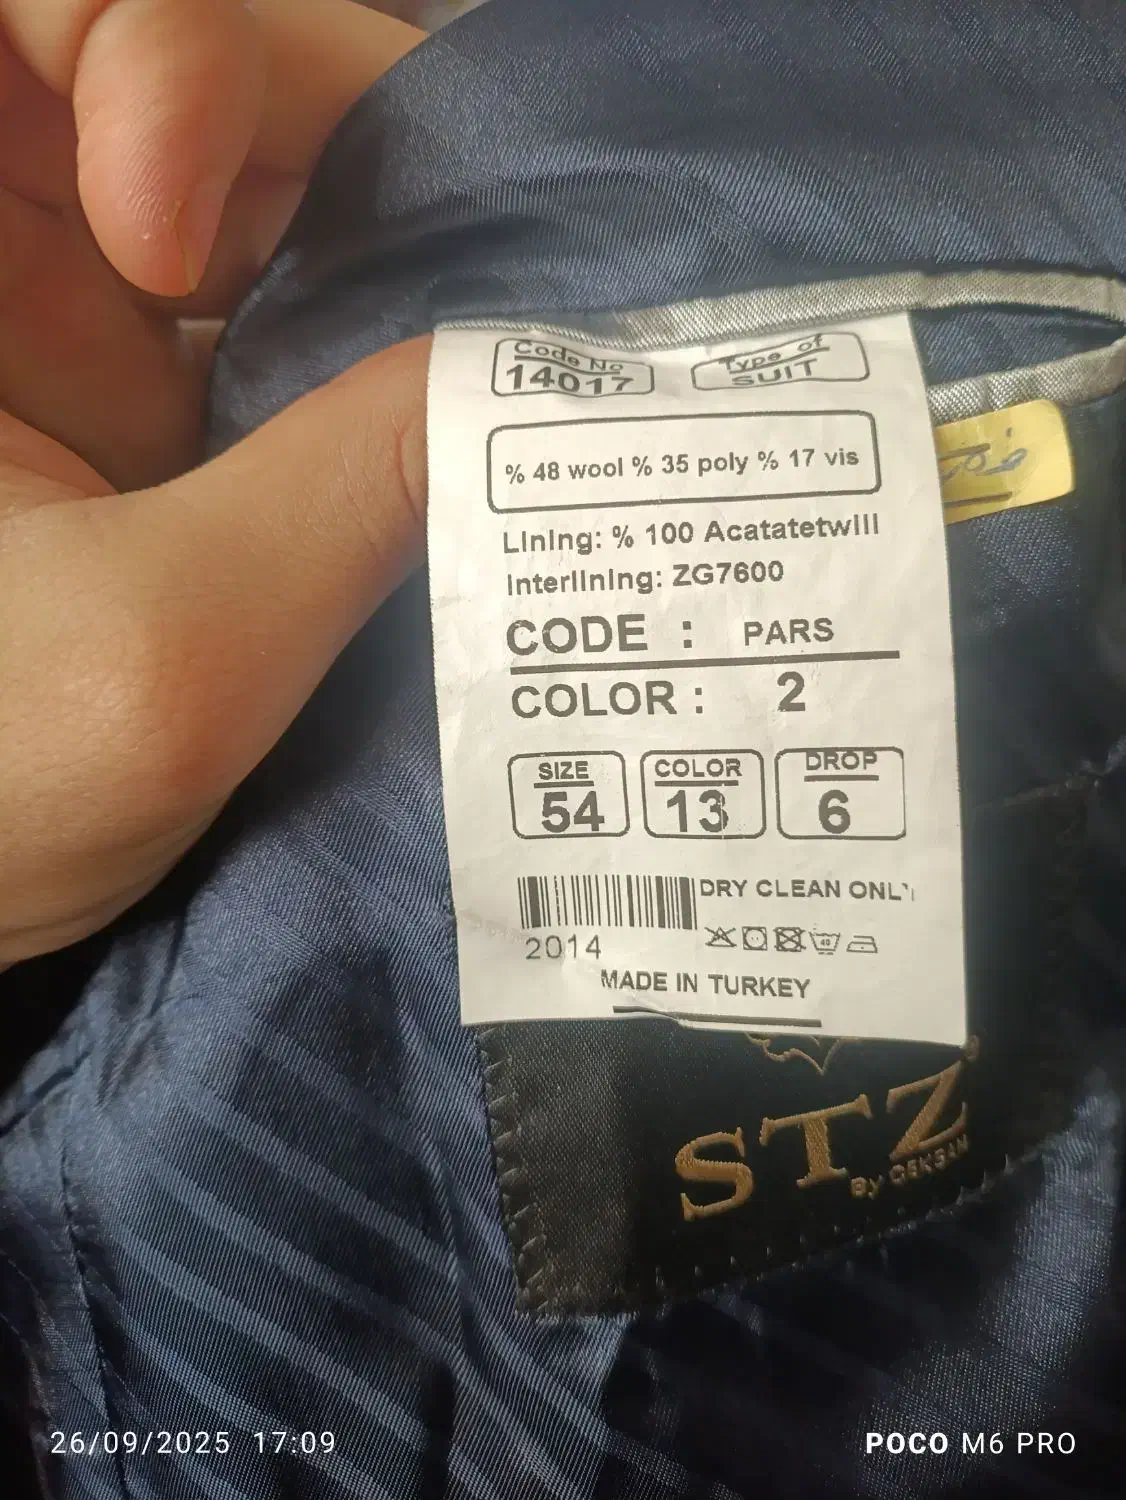 Code No
14017
Type of
SUIT
% 48 wool % 35 poly % 17 vis
Lining: % 100 Acatatetwill
Interlining: ZG7600
CODE : PARS
COLOR : 2
SIZE
54
COLOR
13
DROP
6
DRY CLEAN ONLY
2014
MADE IN TURKEY
STZ
By CEKSAN
26/09/2025 17:09
POCO M6 PRO